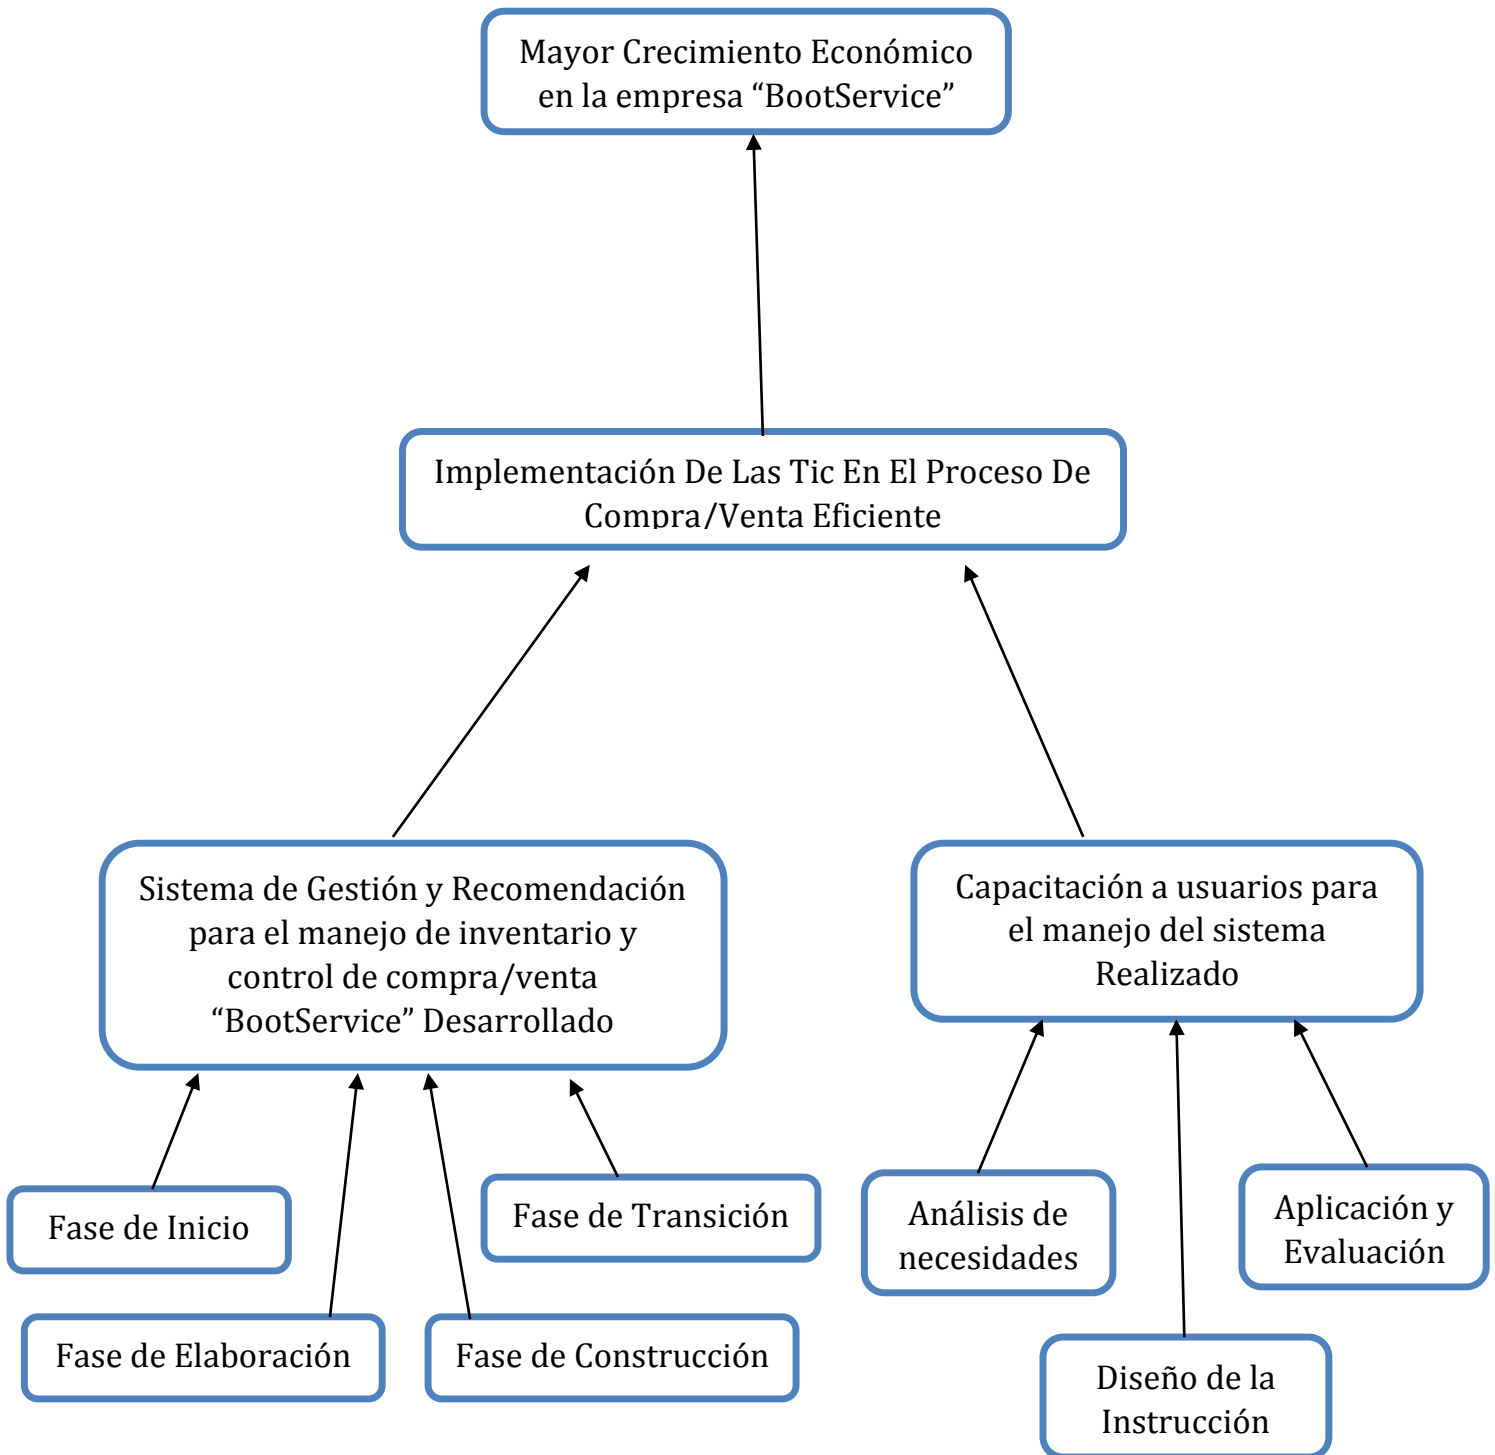 Mayor Crecimiento Económico
en la empresa “BootService”
Implementación De Las Tic En El Proceso De
Compra/Venta Eficiente
Sistema de Gestión y Recomendación
para el manejo de inventario y
control de compra/venta
“BootService” Desarrollado
Capacitación a usuarios para
el manejo del sistema
Realizado
Fase de Inicio
Fase de Transición
Fase de Elaboración
Fase de Construcción
Análisis de
necesidades
Aplicación y
Evaluación
Diseño de la
Instrucción